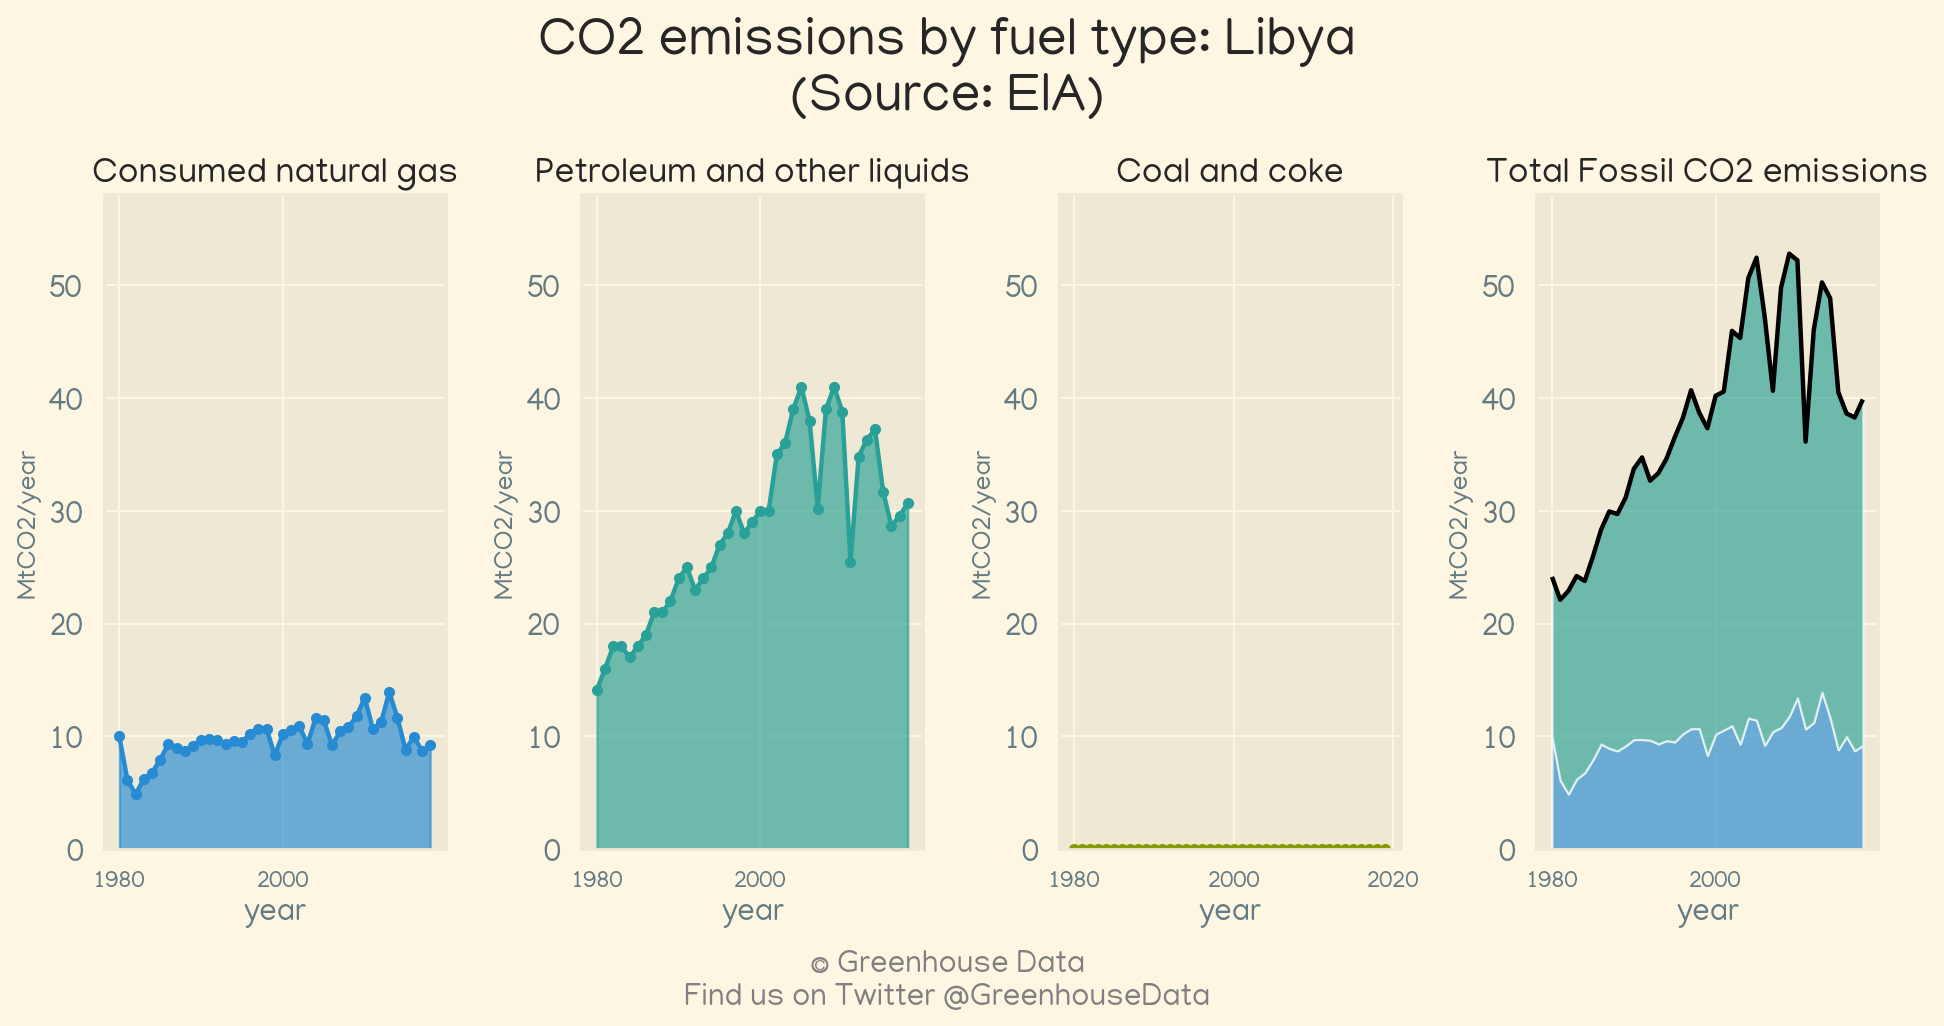 CO2 emissions by fuel type: Libya
(Source: EIA)
Consumed natural gas
Petroleum and other liquids
Coal and coke
Total Fossil CO2 emissions
MtCO2/year
50
40
30
20
10
0
1980
2000
year
MtCO2/year
50
40
30
20
10
0
1980
2000
year
MtCO2/year
50
40
30
20
10
0
1980
2000
2020
year
MtCO2/year
50
40
30
20
10
0
1980
2000
year
© Greenhouse Data
Find us on Twitter @GreenhouseData